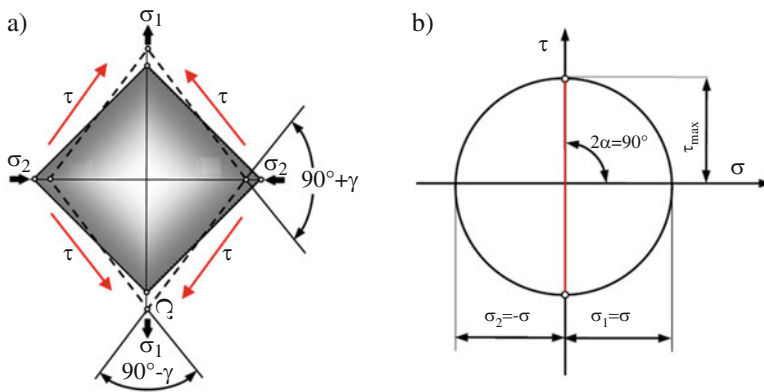 a)
σ1
τ
τ
σ2
σ2
90°+γ
τ
τ
C'
σ1
90°-γ
b)
τ
2α=90°
τmax
σ
σ2=-σ
σ1=σ